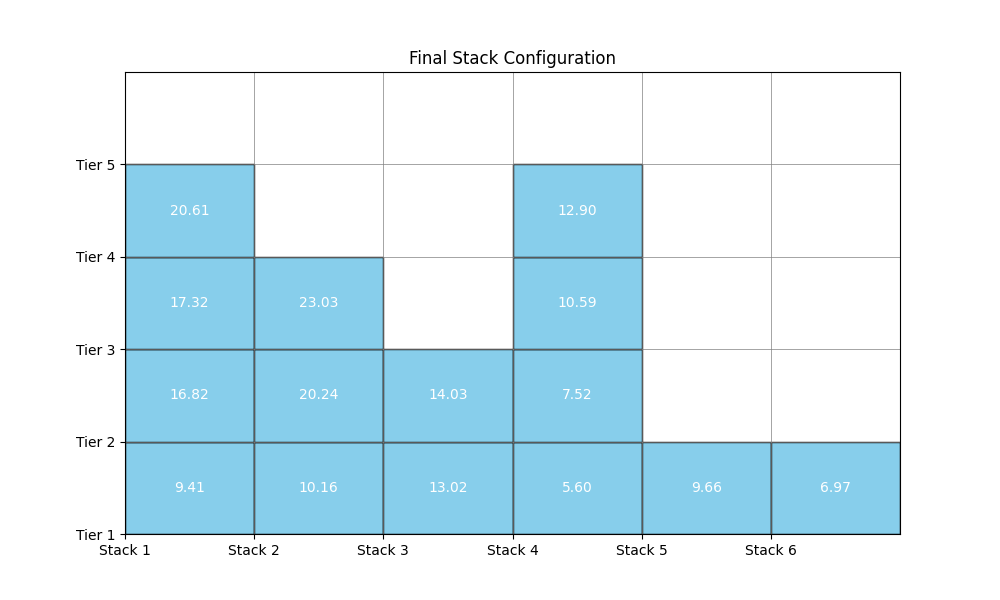 Final Stack Configuration
Tier 5
20.61 12.90
Tier 4
17.32 23.03 10.59
Tier 3
16.82 20.24 14.03 7.52
Tier 2
9.41 10.16 13.02 5.60 9.66 6.97
Tier 1
Stack 1 Stack 2 Stack 3 Stack 4 Stack 5 Stack 6